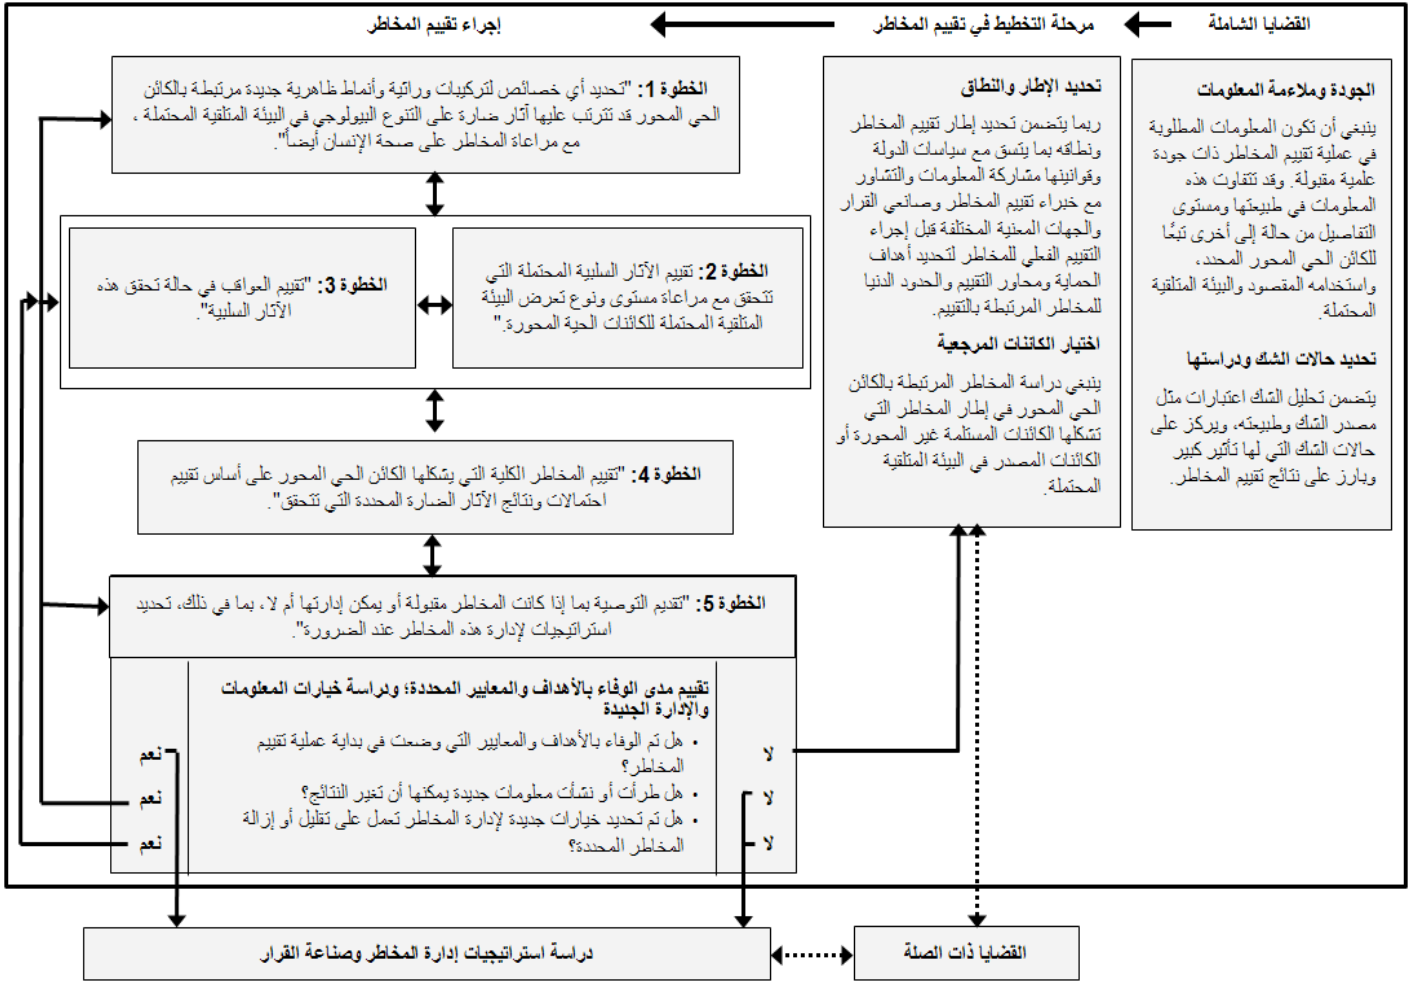 القضايا الشاملة
مرحلة التخطيط في تقييم المخاطر
إجراء تقييم المخاطر
الجودة وملاءمة المعلومات
ينبغي أن تكون المعلومات المطلوبة
في عملية تقييم المخاطر ذات جودة
علمية مقبولة. وقد تتفاوت هذه
المعلومات في طبيعتها ومستوى
التفاصيل من حالة إلى أخرى تبعًا
للكائن الحي المحور المحدد،
واستخدامه المقصود والبيئة المتلقية
المحتملة.
تحديد حالات الشك ودراستها
يتضمن تحليل الشك اعتبارات مثل
مصدر الشك وطبيعته، ويركز على
حالات الشك التي لها تأثير كبير
وبارز على نتائج تقييم المخاطر.
تحديد الإطار والنطاق
ربما يتضمن تحديد إطار تقييم المخاطر
ونطاقه بما يتسق مع سياسات الدولة
وقوانينها مشاركة المعلومات والتشاور
مع خبراء تقييم المخاطر وصانعي القرار
والجهات المعنية المختلفة قبل إجراء
التقييم الفعلي للمخاطر لتحديد أهداف
الحماية ومحاور التقييم والحدود الدنيا
للمخاطر المرتبطة بالتقييم.
اختيار الكائنات المرجعية
ينبغي دراسة المخاطر المرتبطة بالكائن
الحي المحور في إطار المخاطر التي
تشكلها الكائنات المستلمة غير المحورة أو
الكائنات المصدر في البيئة المتلقية
المحتملة.
الخطوة 1: "تحديد أي خصائص لتركيبات وراثية وأنماط ظاهرية جديدة مرتبطة بالكائن
الحي المحور قد تترتب عليها آثار ضارة على التنوع البيولوجي في البيئة المتلقية المحتملة ،
مع مراعاة المخاطر على صحة الإنسان أيضاً".
الخطوة 2: تقييم الآثار السلبية المحتملة التي
تتحقق مع مراعاة مستوى ونوع تعرض البيئة
المتلقية المحتملة للكائنات الحية المحورة."
الخطوة 3: "تقييم العواقب في حالة تحقق هذه
الآثار السلبية".
الخطوة 4: "تقييم المخاطر الكلية التي يشكلها الكائن الحي المحور على أساس تقييم
احتمالات ونتائج الآثار الضارة المحددة التي تتحقق".
الخطوة 5: "تقديم التوصية بما إذا كانت المخاطر مقبولة أو يمكن إدارتها أم لا، بما في ذلك، تحديد
استراتيجيات لإدارة هذه المخاطر عند الضرورة".
تقييم مدى الوفاء بالأهداف والمعايير المحددة؛ ودراسة خيارات المعلومات
والإدارة الجديدة
• هل تم الوفاء بالأهداف والمعايير التي وضعت في بداية عملية تقييم
المخاطر؟
• هل طرأت أو نشأت معلومات جديدة يمكنها أن تغير النتائج؟
• هل تم تحديد خيارات جديدة لإدارة المخاطر تعمل على تقليل أو إزالة
المخاطر المحددة؟
لا
لا
لا
نعم
نعم
نعم
القضايا ذات الصلة
دراسة استراتيجيات إدارة المخاطر وصناعة القرار